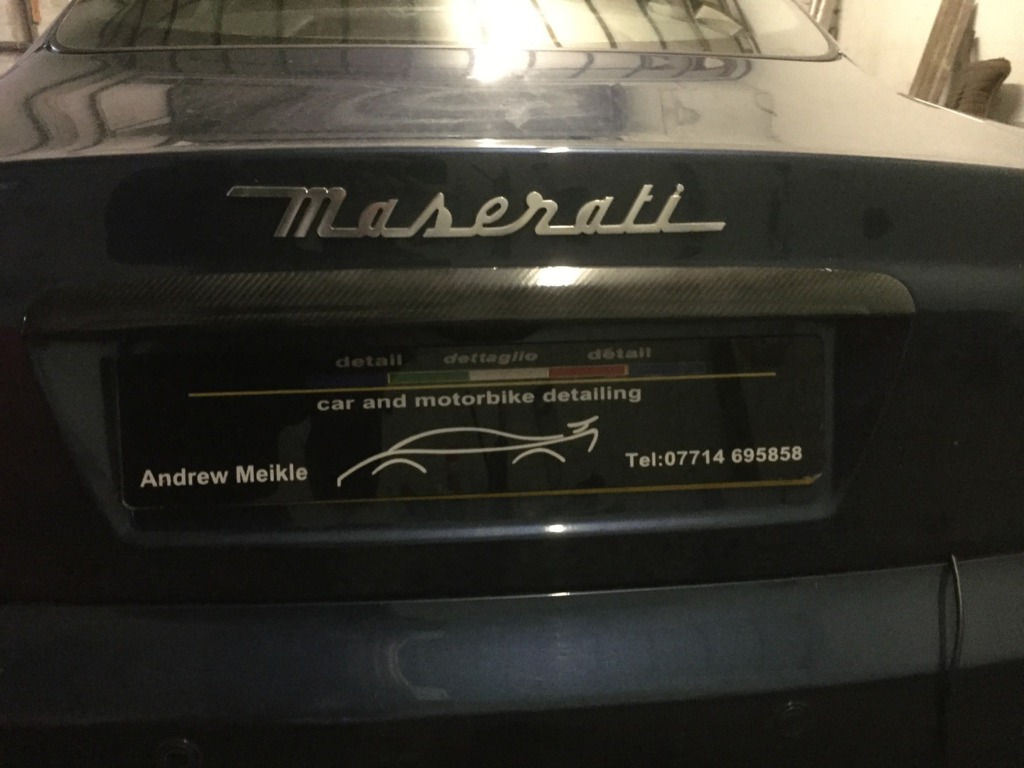 Maserati
detail dettaglio détail
car and motorbike detailing
Andrew Meikle
Tel:07714 695858